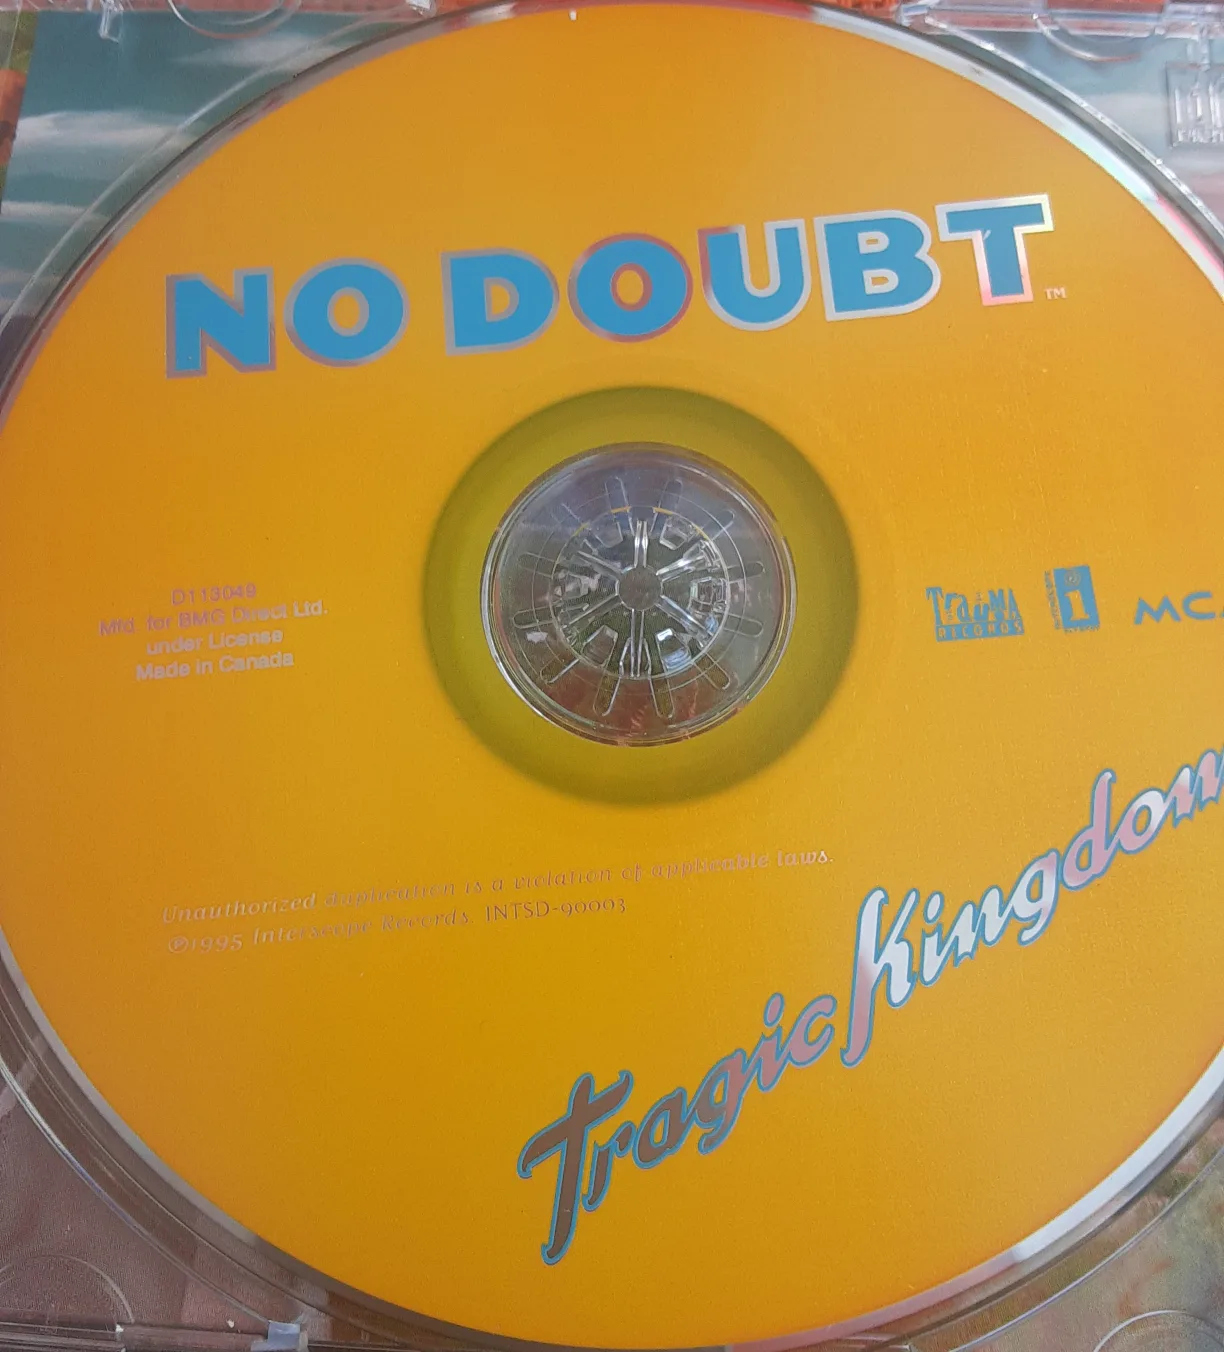 NO DOUBT™
D113049
Mfd. for BMG Direct Ltd.
under License
Made in Canada
TRauMA
RECORDS
i
MCA
Unauthorized duplication is a violation of applicable laws.
℗1995 Interscope Records. INTSD-90003
Tragic Kingdom